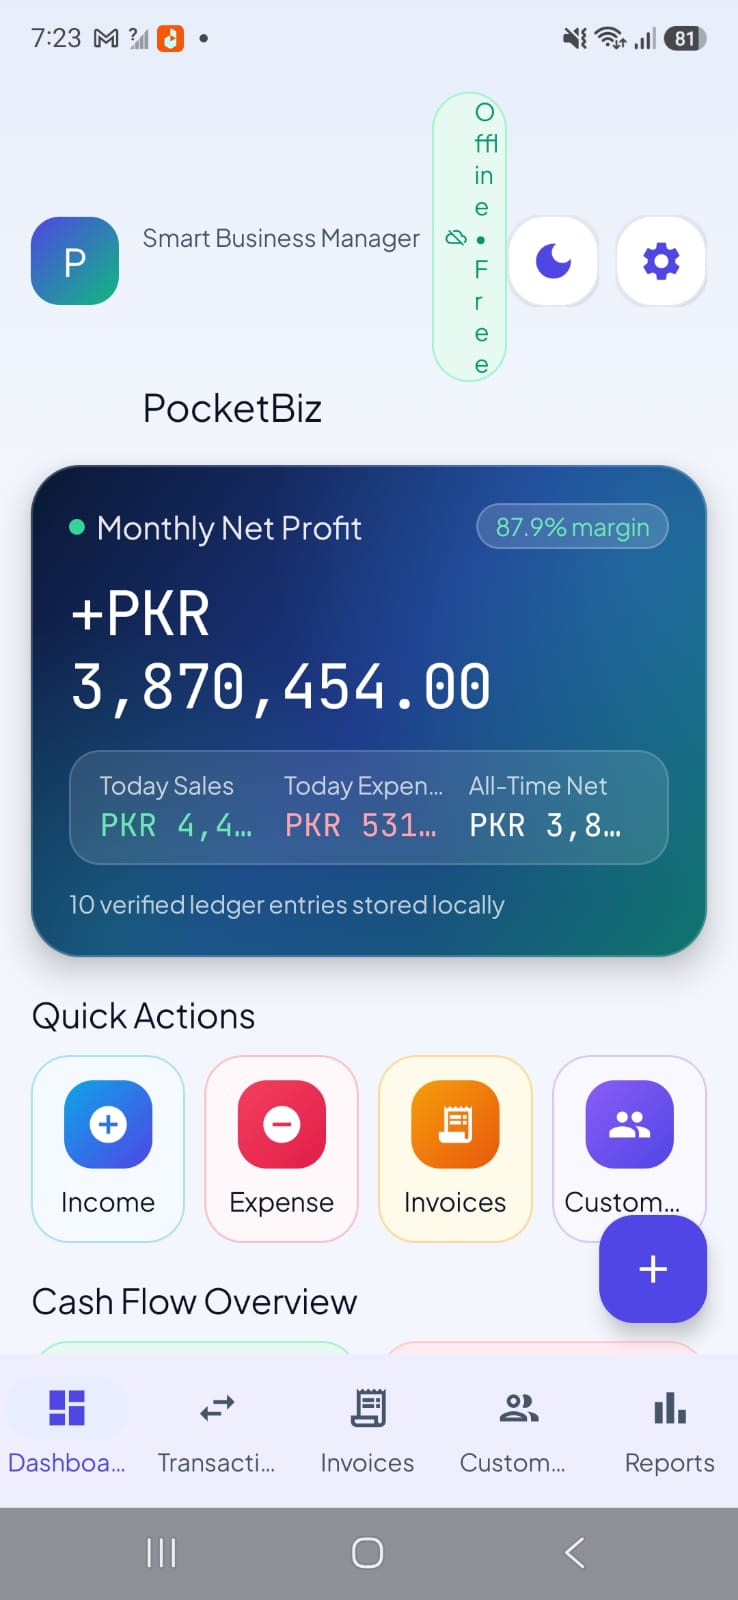 7:23
81
P
Smart Business Manager
Offline • Free
PocketBiz
Monthly Net Profit
87.9% margin
+PKR
3,870,454.00
Today Sales
Today Expen...
All-Time Net
PKR 4,4...
PKR 531...
PKR 3,8...
10 verified ledger entries stored locally
Quick Actions
Income
Expense
Invoices
Custom...
Cash Flow Overview
Dashboa...
Transacti...
Invoices
Custom...
Reports